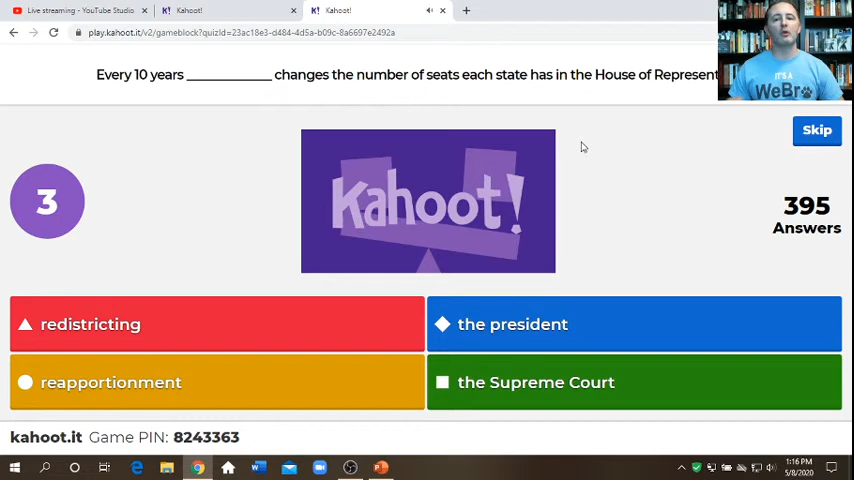 Live streaming - YouTube Studio
Kahoot!
Kahoot!
play.kahoot.it/v2/gameblock?quizId=23ac18e3-d484-4d5a-b09c-8a6697e2492a
Every 10 years _____________ changes the number of seats each state has in the House of Represent
IT'S A
WeBro
Skip
Kahoot!
3
395
Answers
redistricting
the president
reapportionment
the Supreme Court
kahoot.it Game PIN: 8243363
1:16 PM
5/8/2020